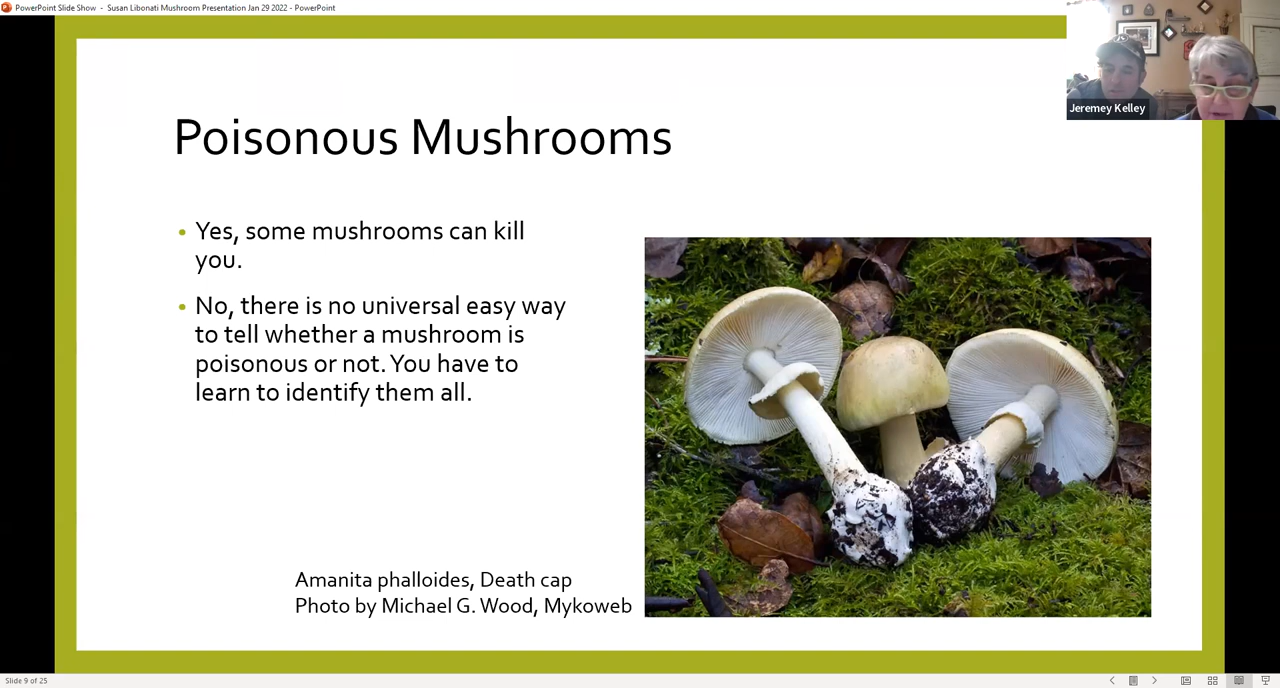 PowerPoint Slide Show - Susan Libonati Mushroom Presentation Jan 29 2022 - PowerPoint
Jeremey Kelley
Poisonous Mushrooms
• Yes, some mushrooms can kill
you.
• No, there is no universal easy way
to tell whether a mushroom is
poisonous or not. You have to
learn to identify them all.
Amanita phalloides, Death cap
Photo by Michael G. Wood, Mykoweb
Slide 9 of 25